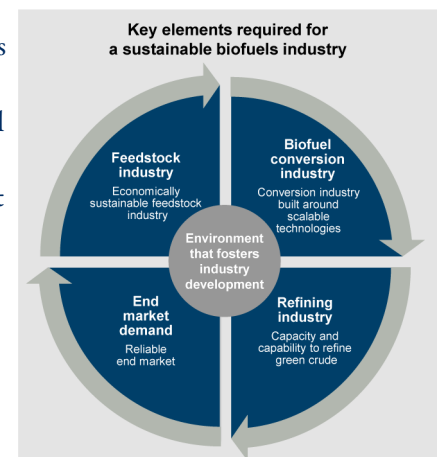 Key elements required for
a sustainable biofuels industry
Feedstock
industry
Economically
sustainable feedstock
industry
Biofuel
conversion
industry
Conversion industry
built around
scalable
technologies
Environment
that fosters
industry
development
End
market
demand
Reliable
end market
Refining
industry
Capacity and
capability to refine
green crude